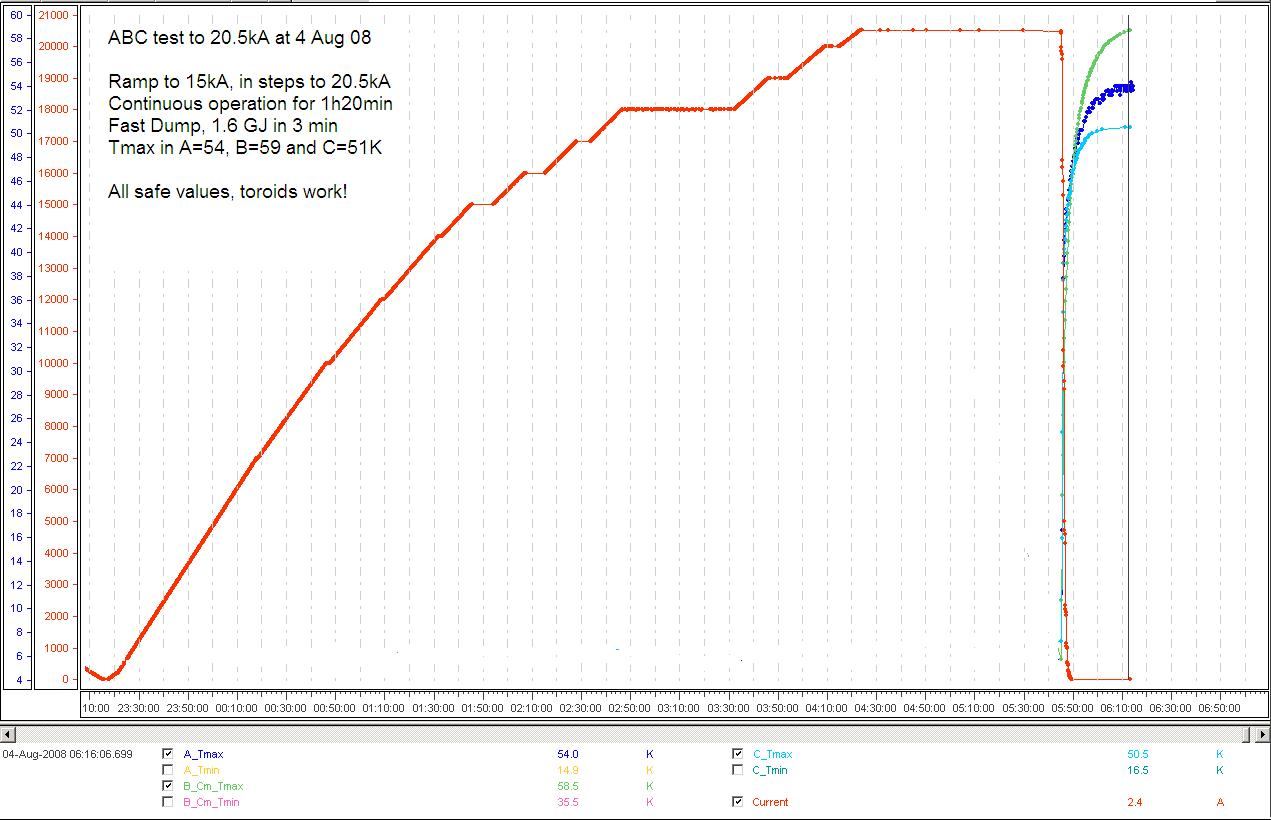 ABC test to 20.5kA at 4 Aug 08
Ramp to 15kA, in steps to 20.5kA
Continuous operation for 1h20min
Fast Dump, 1.6 GJ in 3 min
Tmax in A=54, B=59 and C=51K
All safe values, toroids work!
60 21000
58 20000
56 19000
54 18000
52 17000
50 16000
48 15000
46 14000
44 13000
42 12000
40 11000
38 10000
36 9000
34 8000
32 7000
30 6000
28 5000
26 4000
24 3000
22 2000
20 1000
18 0
16
14
12
10
8
6
4
10:00 23:30:00 23:50:00 00:10:00 00:30:00 00:50:00 01:10:00 01:30:00 01:50:00 02:10:00 02:30:00 02:50:00 03:10:00 03:30:00 03:50:00 04:10:00 04:30:00 04:50:00 05:10:00 05:30:00 05:50:00 06:10:00 06:30:00 06:50:00
04-Aug-2008 06:16:06.699 A_Tmax 54.0 K C_Tmax 50.5 K
A_Tmin 14.9 K C_Tmin 16.5 K
B_Cm_Tmax 58.5 K
B_Cm_Tmin 35.5 K Current 2.4 A